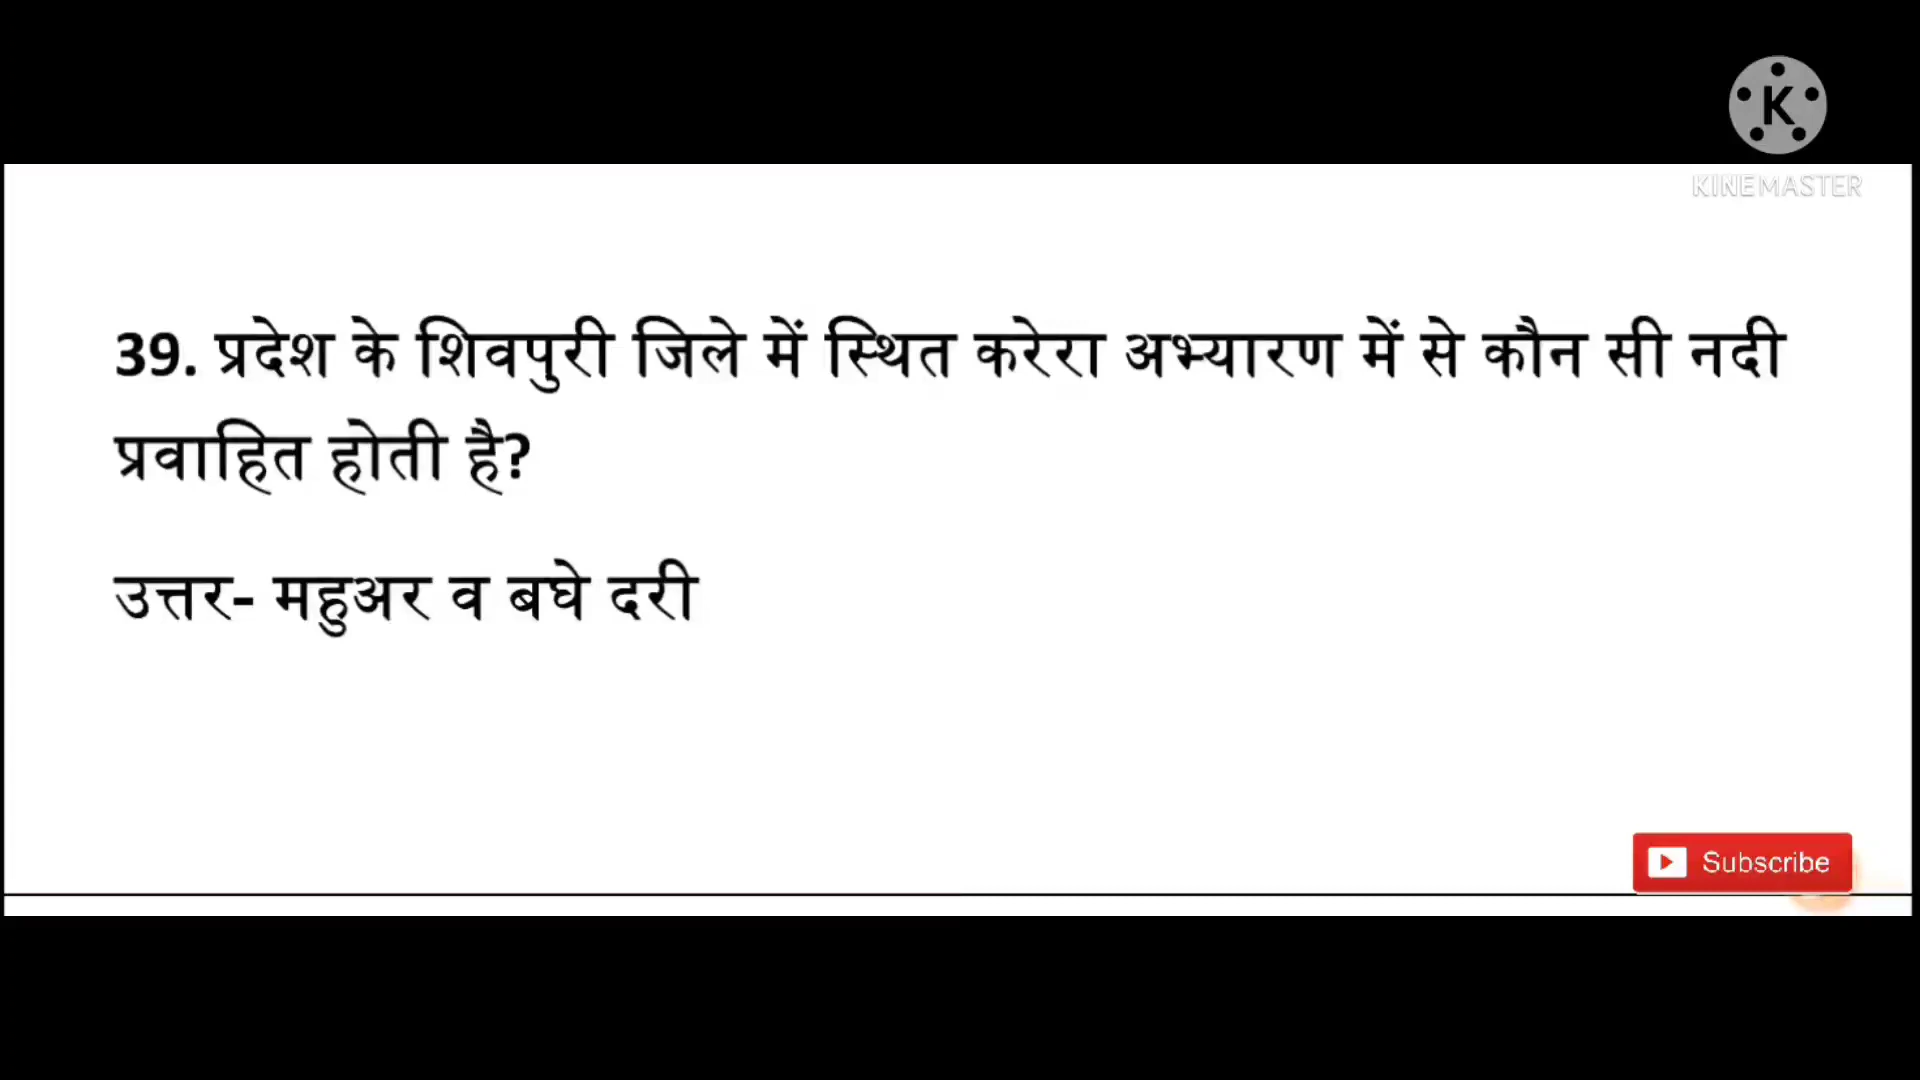 K
KINEMASTER
39. प्रदेश के शिवपुरी जिले में स्थित करेरा अभ्यारण में से कौन सी नदी
प्रवाहित होती है?
उत्तर- महुअर व बघे दरी
Subscribe